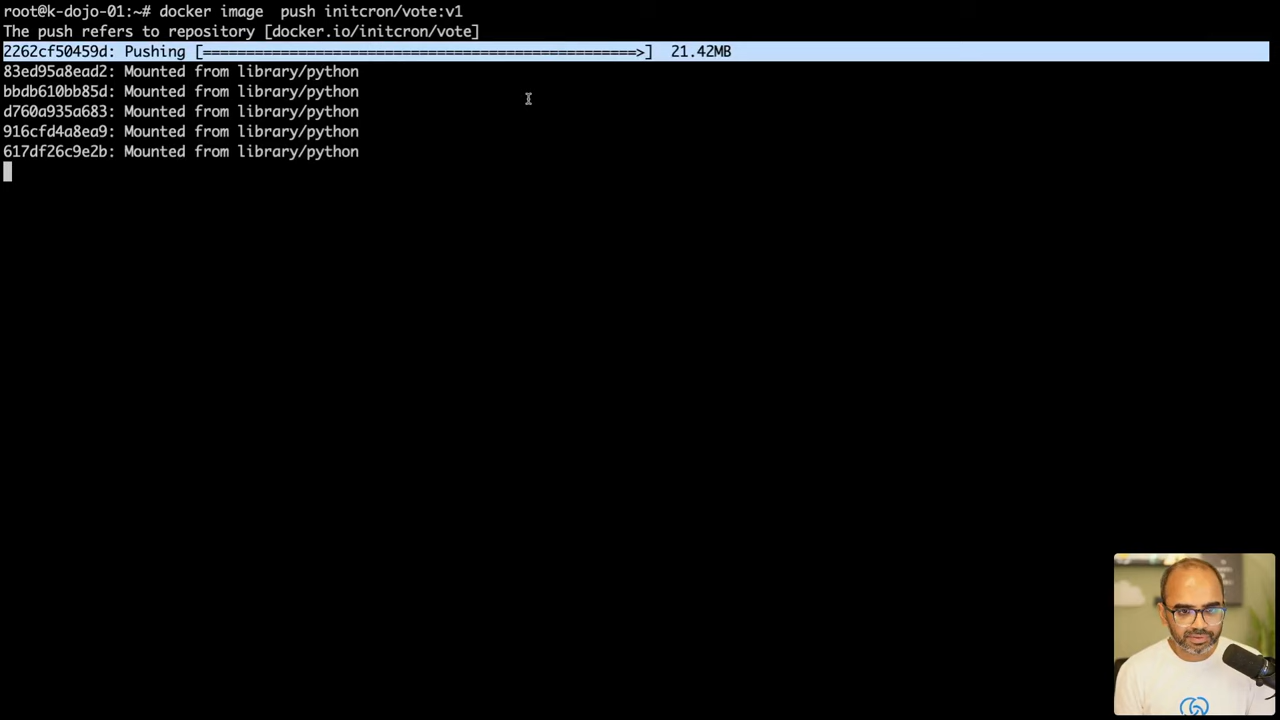 root@k-dojo-01:~# docker image  push initcron/vote:v1
The push refers to repository [docker.io/initcron/vote]
2262cf50459d: Pushing [==================================================>]  21.42MB
83ed95a8ead2: Mounted from library/python
bbdb610bb85d: Mounted from library/python
d760a935a683: Mounted from library/python
916cfd4a8ea9: Mounted from library/python
617df26c9e2b: Mounted from library/python